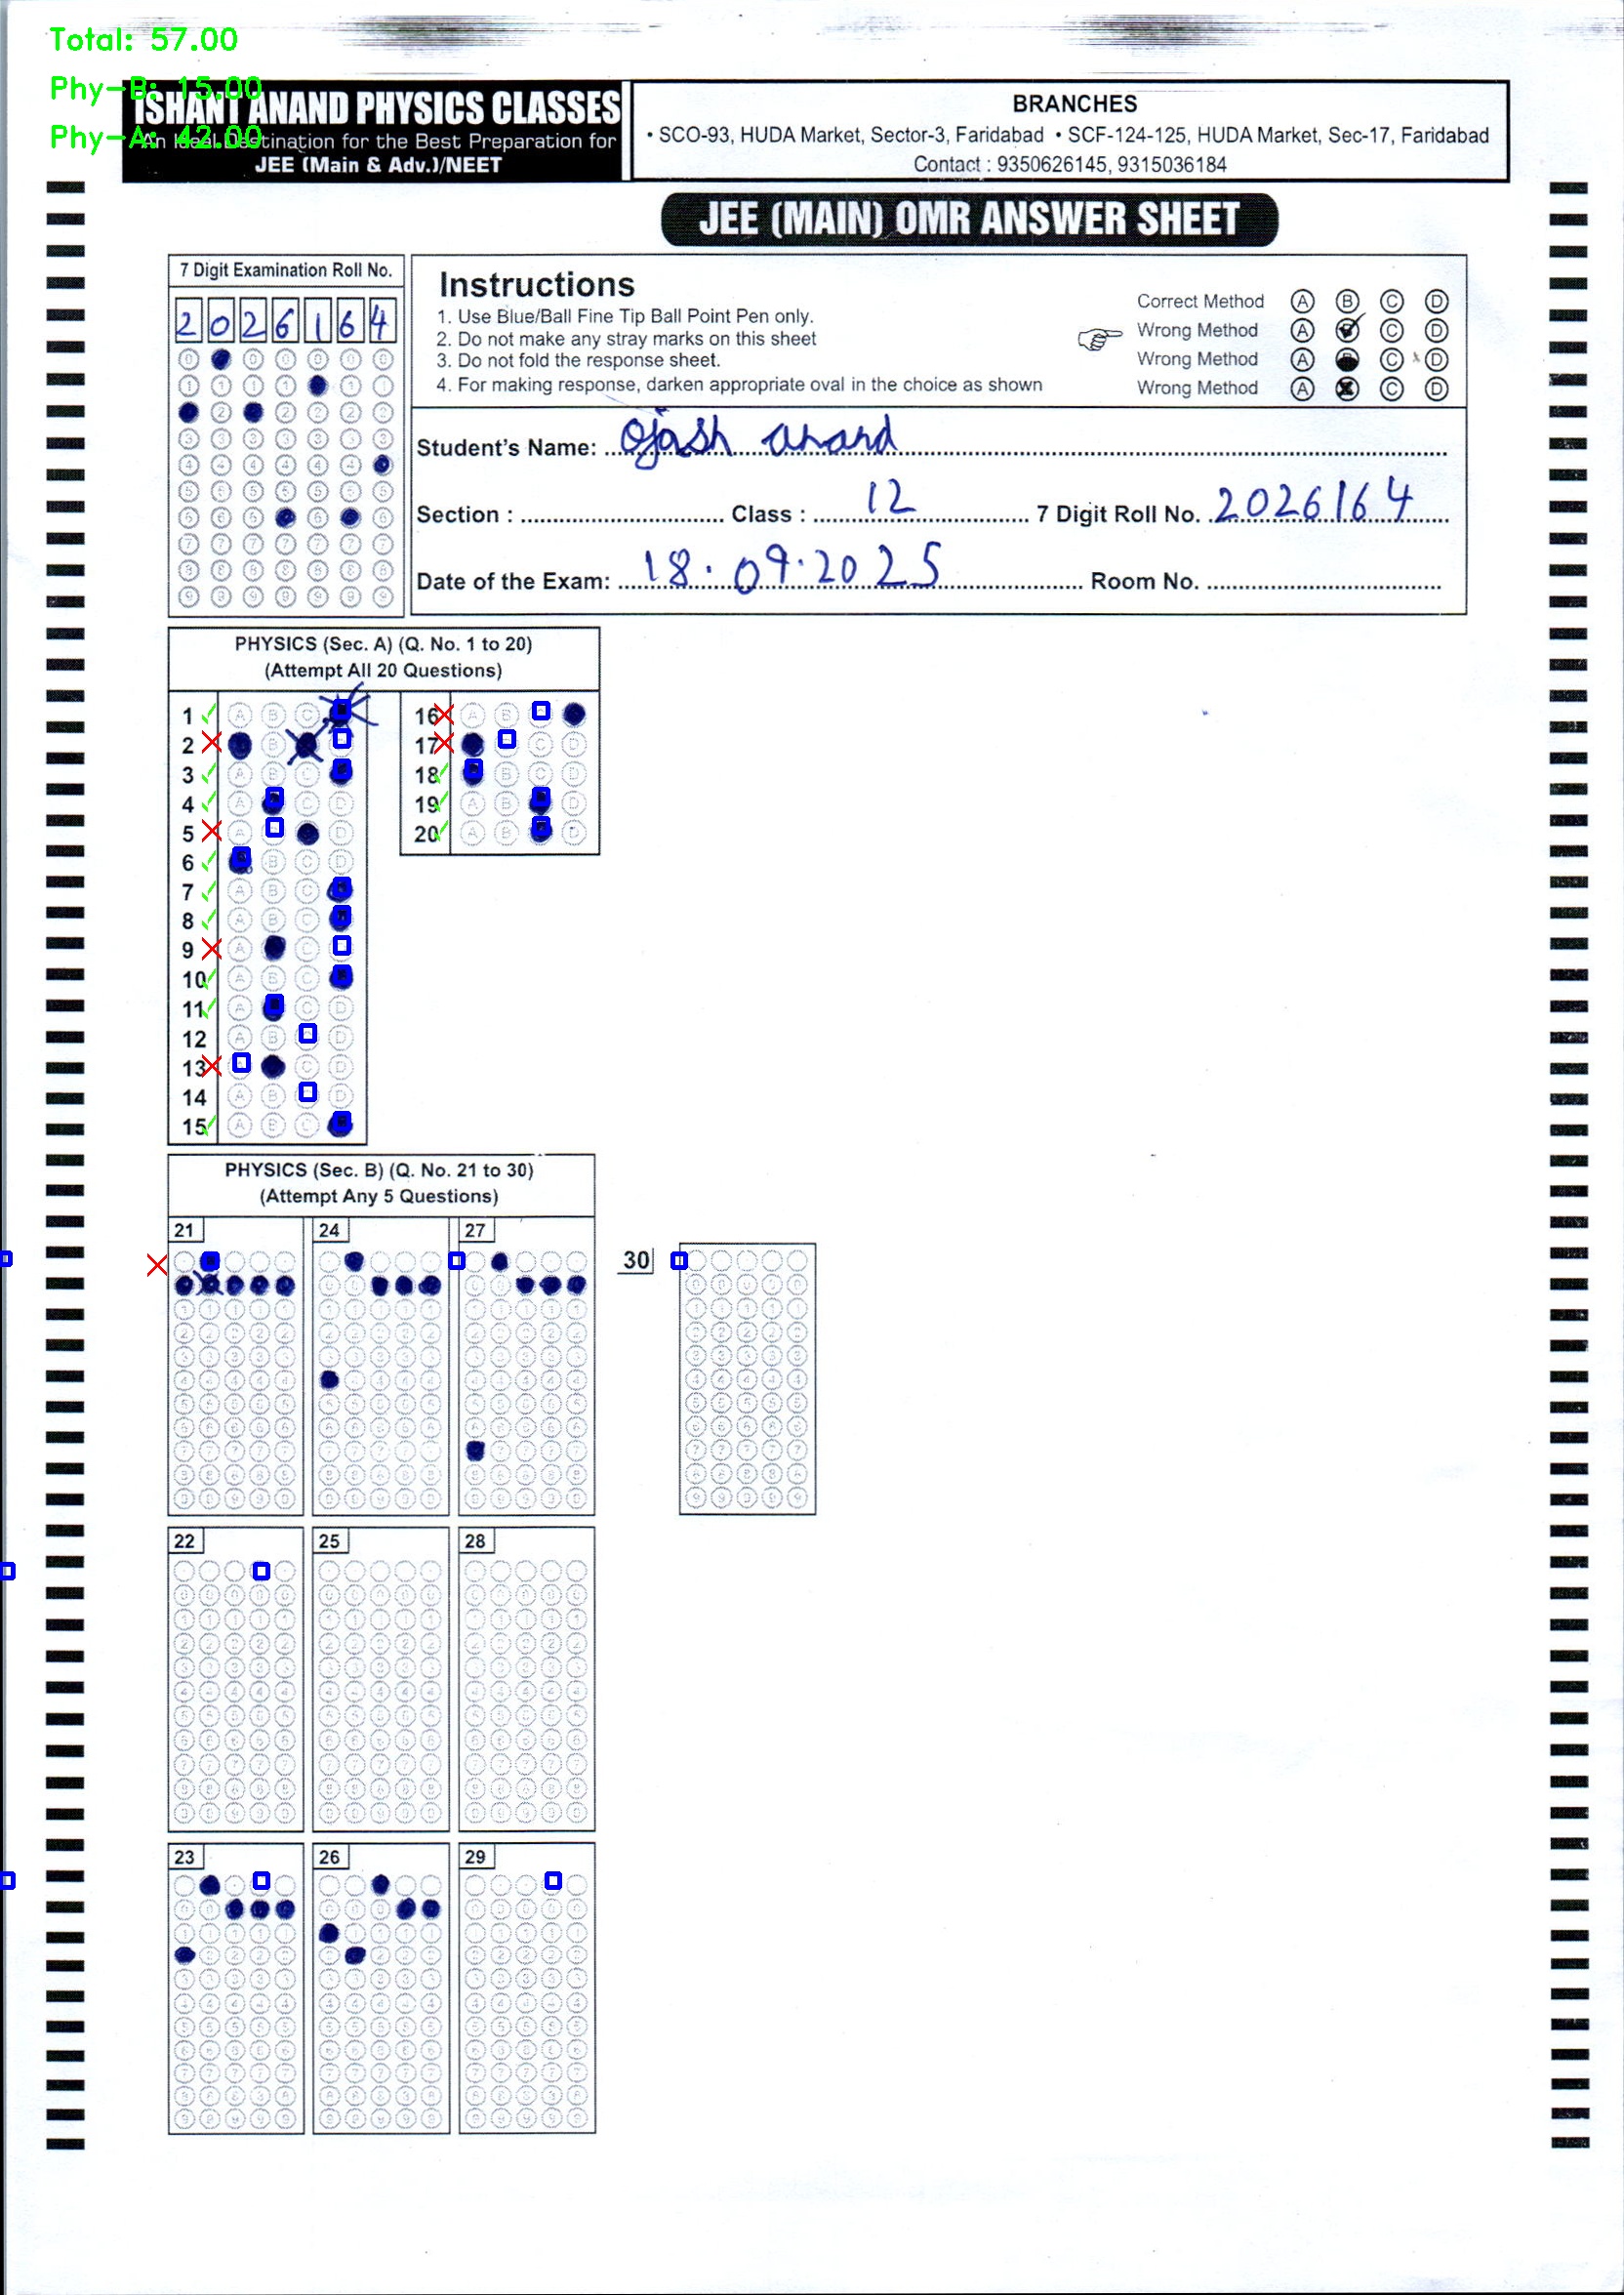 Total: 57.00
Phy-B: 15.00
Phy-A: 42.00
ISHANT ANAND PHYSICS CLASSES
An Ideal Destination for the Best Preparation for
JEE (Main & Adv.)/NEET
BRANCHES
• SCO-93, HUDA Market, Sector-3, Faridabad • SCF-124-125, HUDA Market, Sec-17, Faridabad
Contact : 9350626145, 9315036184
JEE (MAIN) OMR ANSWER SHEET
7 Digit Examination Roll No.
2 0 2 6 1 6 4
Instructions
1. Use Blue/Ball Fine Tip Ball Point Pen only.
2. Do not make any stray marks on this sheet
3. Do not fold the response sheet.
4. For making response, darken appropriate oval in the choice as shown
Correct Method A B C D
Wrong Method A C D
Wrong Method A C D
Wrong Method A C D
Student's Name: Ojash anand
Section : Class : 12 7 Digit Roll No. 2026164
Date of the Exam: 18.09.2025 Room No.
PHYSICS (Sec. A) (Q. No. 1 to 20)
(Attempt All 20 Questions)
1
2
3
4
5
6
7
8
9
10
11
12
13
14
15
16
17
18
19
20
PHYSICS (Sec. B) (Q. No. 21 to 30)
(Attempt Any 5 Questions)
21 24 27 30
22 25 28
23 26 29